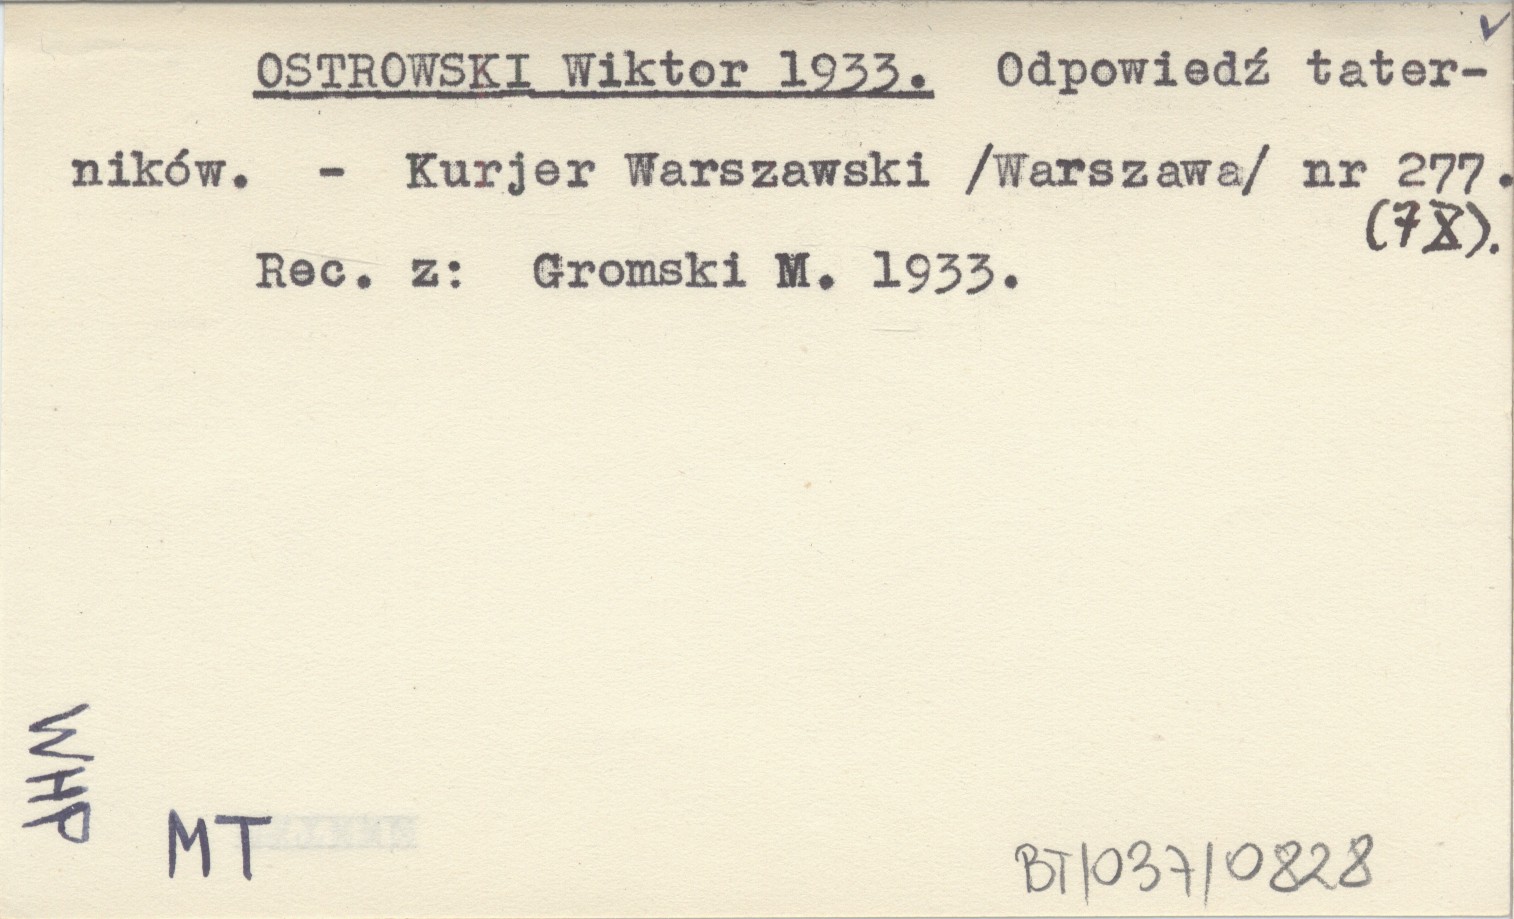 OSTROWSKI Wiktor 1933. Odpowiedź tater-
ników. - Kurjer Warszawski /Warszawa/ nr 277.
(7 X).
Rec. z: Gromski M. 1933.
WHP
MT
BT/037/0828